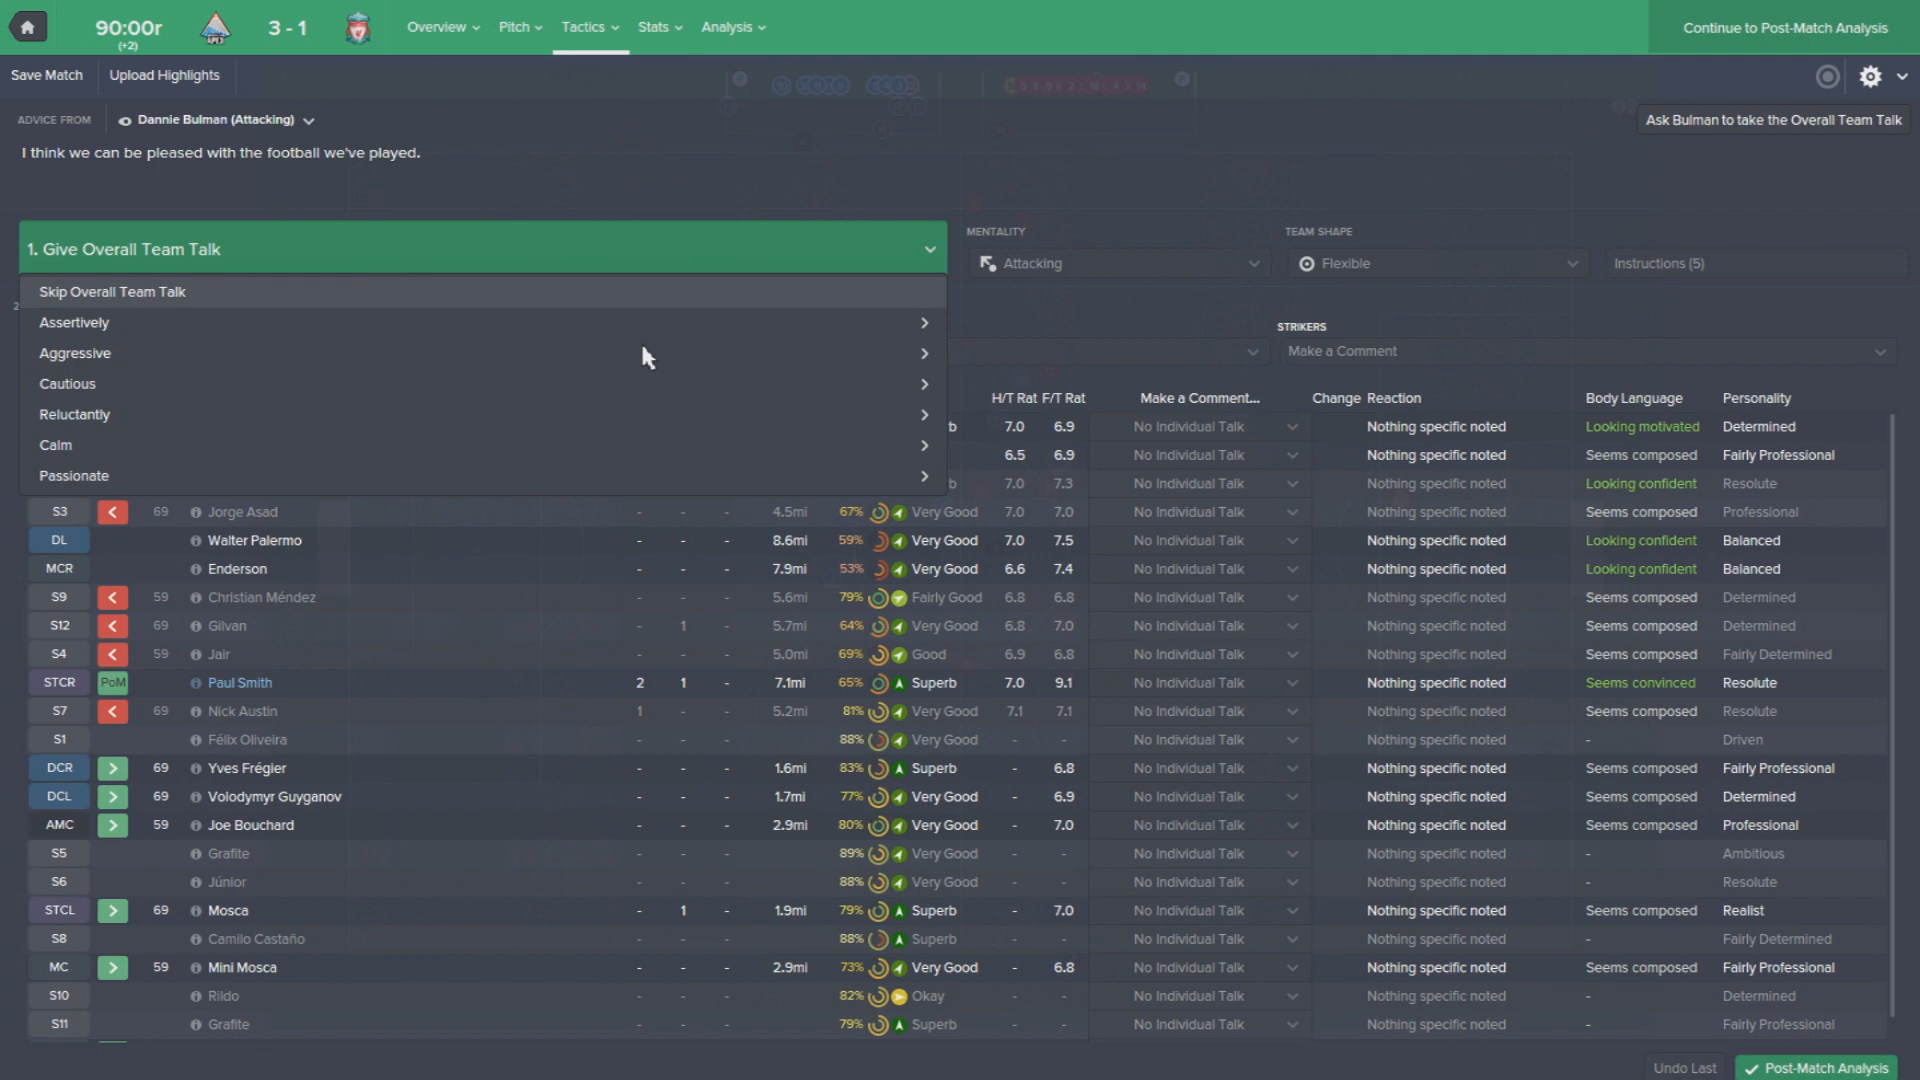 90:00r
(+2)
3 - 1
Overview Pitch Tactics Stats Analysis
Continue to Post-Match Analysis
Save Match Upload Highlights
ADVICE FROM Dannie Bulman (Attacking)
Ask Bulman to take the Overall Team Talk
I think we can be pleased with the football we've played.
MENTALITY TEAM SHAPE
1. Give Overall Team Talk
Attacking Flexible Instructions (5)
Skip Overall Team Talk
Assertively
Aggressive
Cautious
Reluctantly
Calm
Passionate
STRIKERS
Make a Comment
H/T Rat F/T Rat Make a Comment... Change Reaction Body Language Personality
b 7.0 6.9 No Individual Talk Nothing specific noted Looking motivated Determined
6.5 6.9 No Individual Talk Nothing specific noted Seems composed Fairly Professional
b 7.0 7.3 No Individual Talk Nothing specific noted Looking confident Resolute
S3 69 Jorge Asad - - - 4.5mi 67% Very Good 7.0 7.0 No Individual Talk Nothing specific noted Seems composed Professional
DL Walter Palermo - - - 8.6mi 59% Very Good 7.0 7.5 No Individual Talk Nothing specific noted Looking confident Balanced
MCR Enderson - - - 7.9mi 53% Very Good 6.6 7.4 No Individual Talk Nothing specific noted Looking confident Balanced
S9 59 Christian Méndez - - - 5.6mi 79% Fairly Good 6.8 6.8 No Individual Talk Nothing specific noted Seems composed Determined
S12 69 Gilvan - 1 - 5.7mi 64% Very Good 6.8 7.0 No Individual Talk Nothing specific noted Seems composed Determined
S4 59 Jair - - - 5.0mi 69% Good 6.9 6.8 No Individual Talk Nothing specific noted Seems composed Fairly Determined
STCR PoM Paul Smith 2 1 - 7.1mi 65% Superb 7.0 9.1 No Individual Talk Nothing specific noted Seems convinced Resolute
S7 69 Nick Austin 1 - - 5.2mi 81% Very Good 7.1 7.1 No Individual Talk Nothing specific noted Seems composed Resolute
S1 Félix Oliveira - - - 88% Very Good - - No Individual Talk Nothing specific noted - Driven
DCR 69 Yves Frégier - - - 1.6mi 83% Superb - 6.8 No Individual Talk Nothing specific noted Seems composed Fairly Professional
DCL 69 Volodymyr Guyganov - - - 1.7mi 77% Very Good - 6.9 No Individual Talk Nothing specific noted Seems composed Determined
AMC 59 Joe Bouchard - - - 2.9mi 80% Very Good - 7.0 No Individual Talk Nothing specific noted Seems composed Professional
S5 Grafite - - - 89% Very Good - - No Individual Talk Nothing specific noted - Ambitious
S6 Júnior - - - 88% Very Good - - No Individual Talk Nothing specific noted - Resolute
STCL 69 Mosca - 1 - 1.9mi 79% Superb - 7.0 No Individual Talk Nothing specific noted Seems composed Realist
S8 Camilo Castaño - - - 88% Superb - - No Individual Talk Nothing specific noted - Fairly Determined
MC 59 Mini Mosca - - - 2.9mi 73% Very Good - 6.8 No Individual Talk Nothing specific noted Seems composed Fairly Professional
S10 Rildo - - - 82% Okay - - No Individual Talk Nothing specific noted - Determined
S11 Grafite - - - 79% Superb - - No Individual Talk Nothing specific noted - Fairly Professional
Undo Last Post-Match Analysis